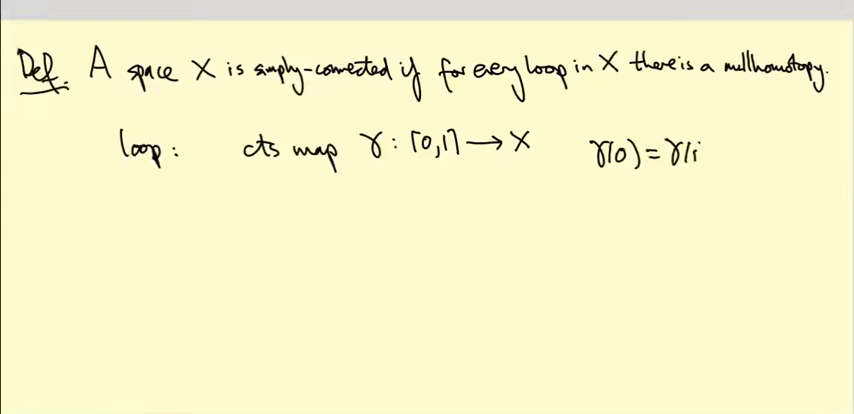 Def. A space X is simply-connected if for every loop in X there is a nullhomotopy.
loop: cts map γ: [0,1] → X γ(0) = γ(1